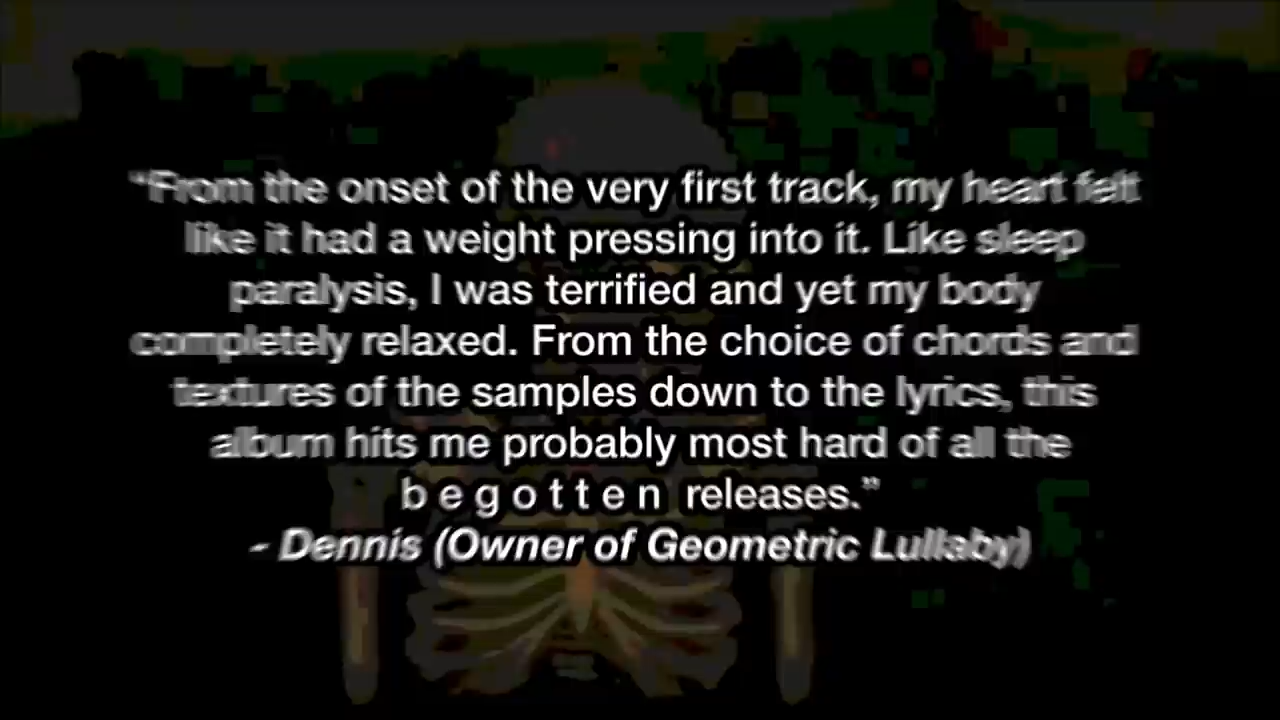 “From the onset of the very first track, my heart felt
like it had a weight pressing into it. Like sleep
paralysis, I was terrified and yet my body
completely relaxed. From the choice of chords and
textures of the samples down to the lyrics, this
album hits me probably most hard of all the
b e g o t t e n  releases.”
- Dennis (Owner of Geometric Lullaby)